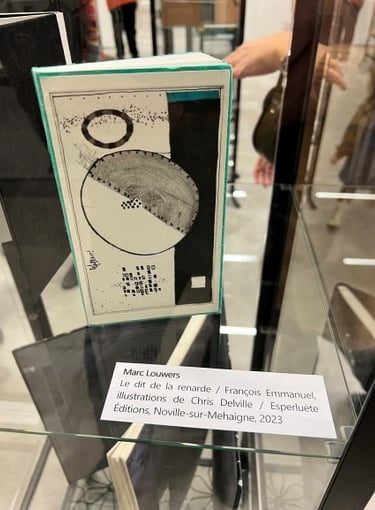 Marc Louwers
Le dit de la renarde / François Emmanuel,
illustrations de Chris Delville / Esperluète
Éditions, Noville-sur-Mehaigne, 2023